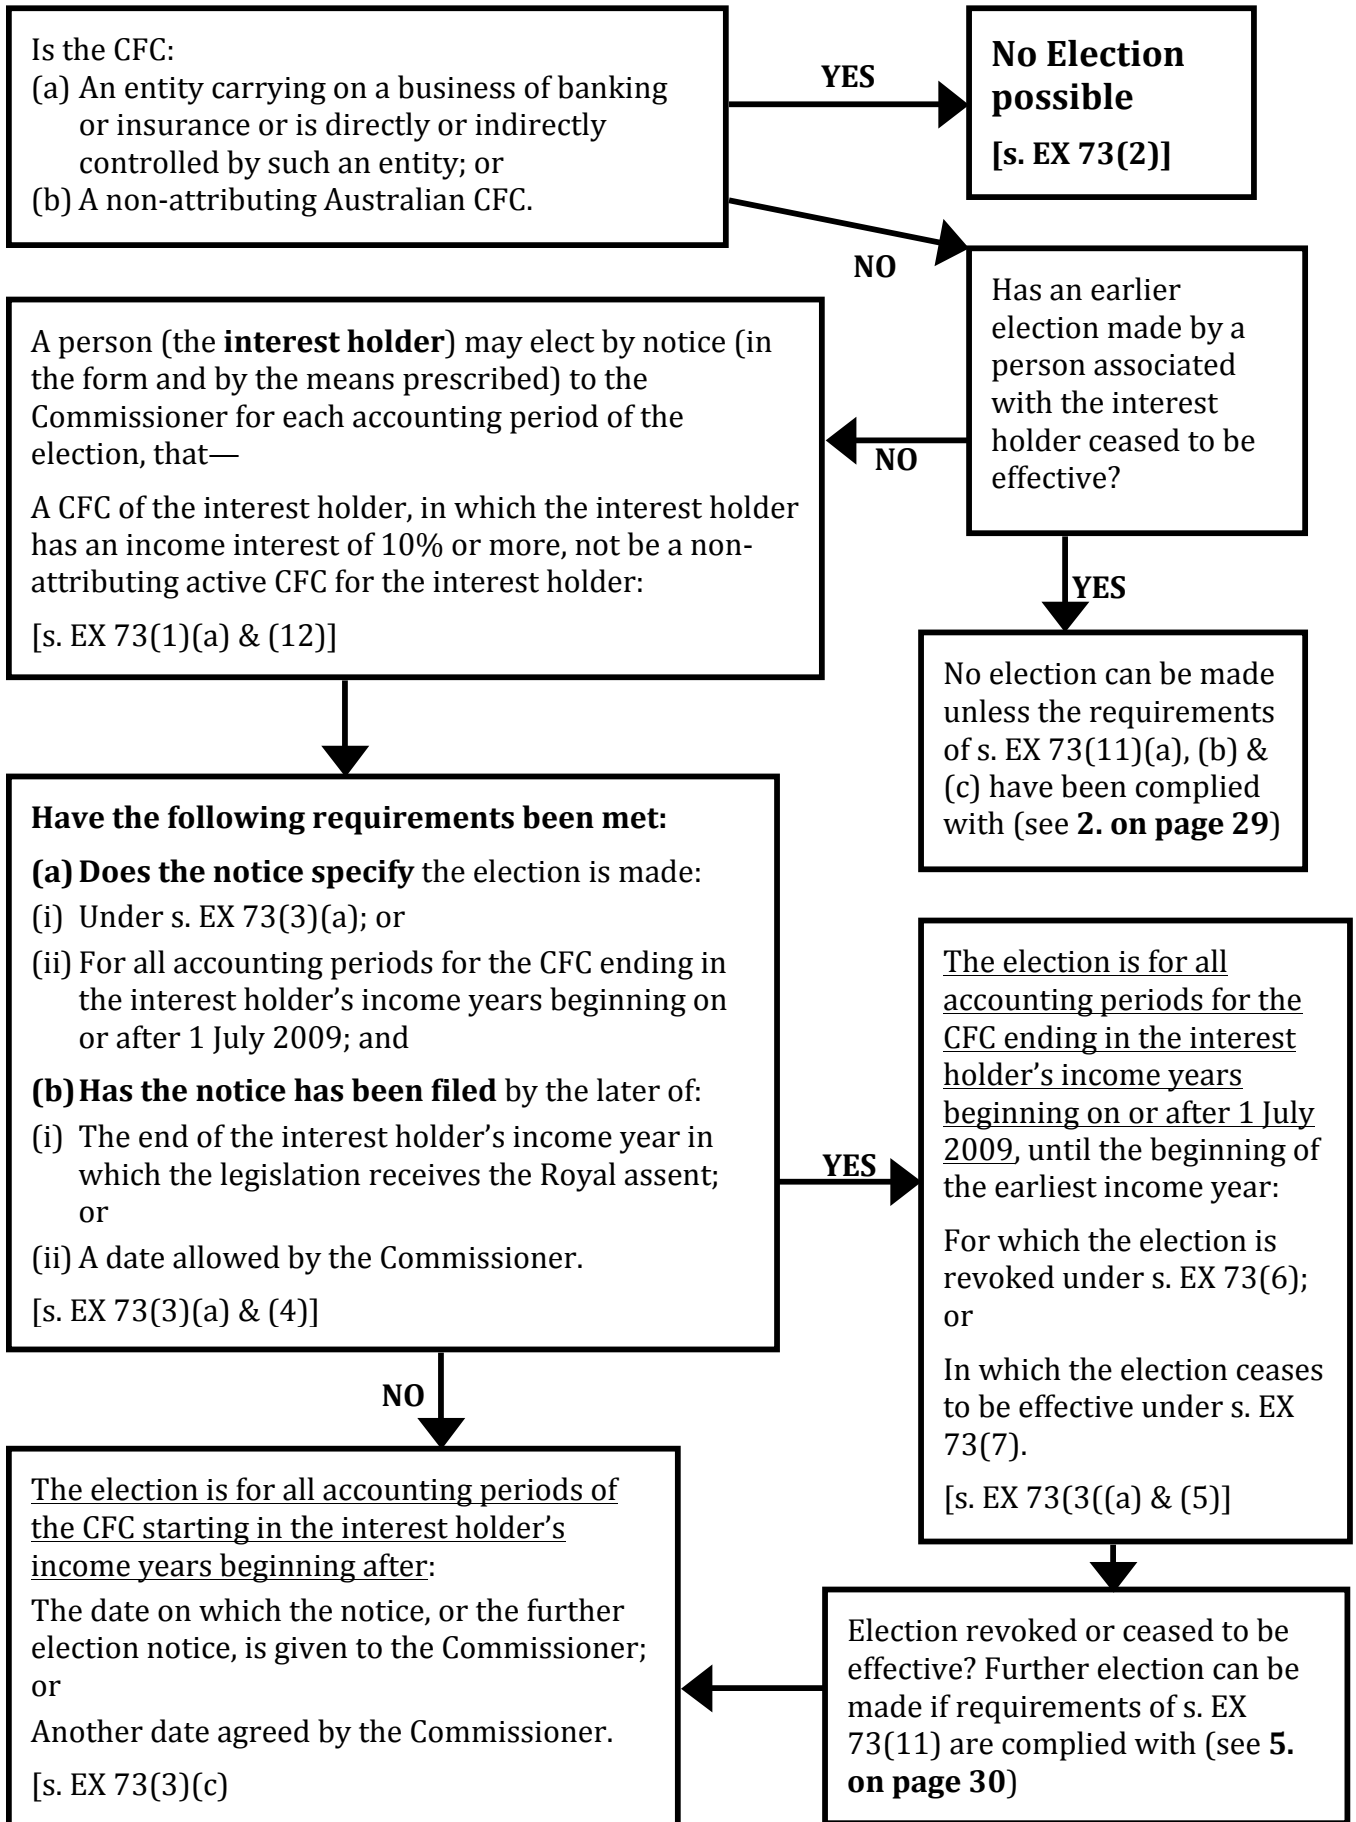 Is the CFC:
(a) An entity carrying on a business of banking
or insurance or is directly or indirectly
controlled by such an entity; or
(b) A non-attributing Australian CFC.
YES
No Election
possible
[s. EX 73(2)]
NO
Has an earlier
election made by a
person associated
with the interest
holder ceased to be
effective?
NO
A person (the interest holder) may elect by notice (in
the form and by the means prescribed) to the
Commissioner for each accounting period of the
election, that—
A CFC of the interest holder, in which the interest holder
has an income interest of 10% or more, not be a non-
attributing active CFC for the interest holder:
[s. EX 73(1)(a) & (12)]
YES
No election can be made
unless the requirements
of s. EX 73(11)(a), (b) &
(c) have been complied
with (see 2. on page 29)
Have the following requirements been met:
(a) Does the notice specify the election is made:
(i) Under s. EX 73(3)(a); or
(ii) For all accounting periods for the CFC ending in
the interest holder's income years beginning on
or after 1 July 2009; and
(b) Has the notice has been filed by the later of:
(i) The end of the interest holder's income year in
which the legislation receives the Royal assent;
or
(ii) A date allowed by the Commissioner.
[s. EX 73(3)(a) & (4)]
YES
The election is for all
accounting periods for the
CFC ending in the interest
holder's income years
beginning on or after 1 July
2009, until the beginning of
the earliest income year:
For which the election is
revoked under s. EX 73(6);
or
In which the election ceases
to be effective under s. EX
73(7).
[s. EX 73(3((a) & (5)]
NO
The election is for all accounting periods of
the CFC starting in the interest holder's
income years beginning after:
The date on which the notice, or the further
election notice, is given to the Commissioner;
or
Another date agreed by the Commissioner.
[s. EX 73(3)(c)
Election revoked or ceased to be
effective? Further election can be
made if requirements of s. EX
73(11) are complied with (see 5.
on page 30)